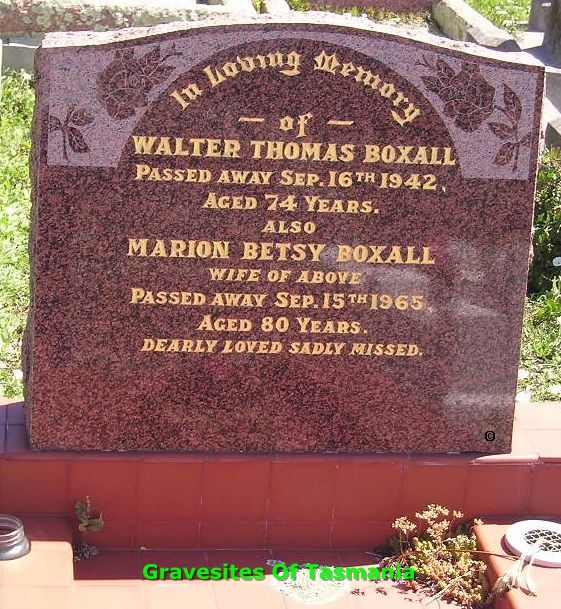 In Loving Memory
— of —
WALTER THOMAS BOXALL
PASSED AWAY SEP. 16TH 1942,
AGED 74 YEARS.
ALSO
MARION BETSY BOXALL
WIFE OF ABOVE
PASSED AWAY SEP. 15TH 1965,
AGED 80 YEARS.
DEARLY LOVED SADLY MISSED.
Gravesites Of Tasmania